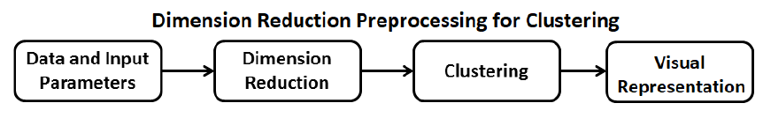 Dimension Reduction Preprocessing for Clustering
Data and Input
Parameters
Dimension
Reduction
Clustering
Visual
Representation